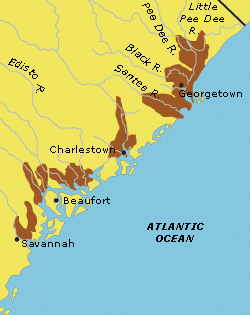 Little
Pee Dee
R.
Pee Dee R.
Black R.
Santee R.
Edisto R.
Georgetown
Charlestown
Beaufort
Savannah
ATLANTIC
OCEAN